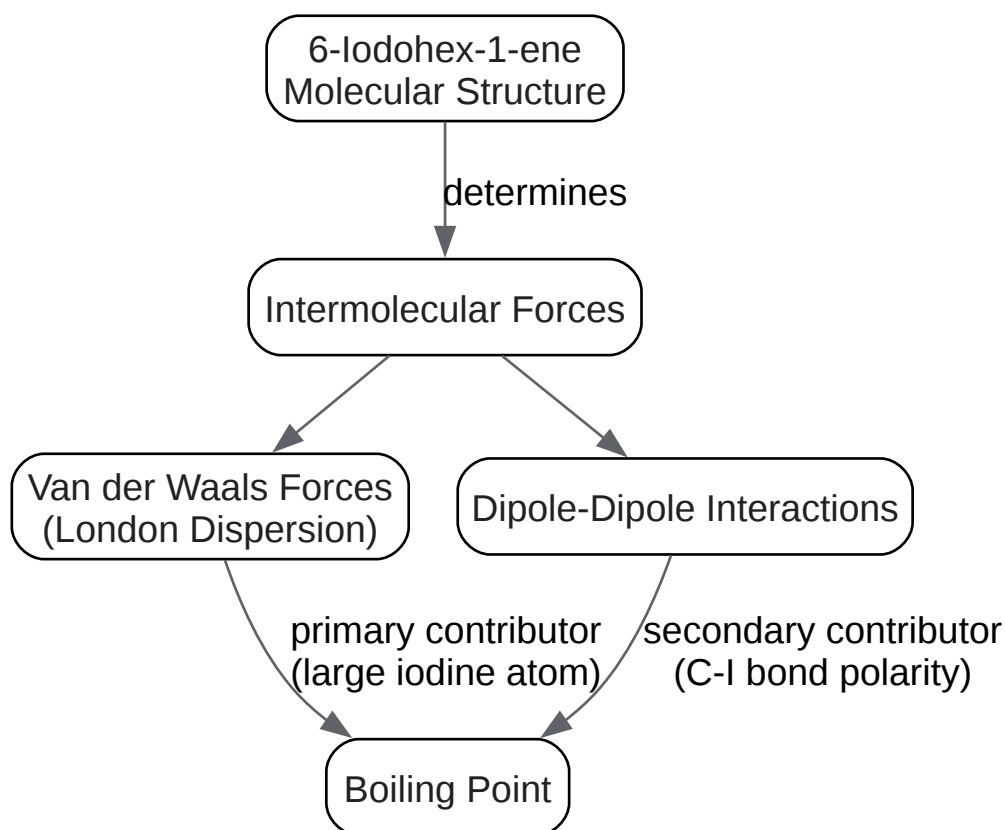 6-Iodohex-1-ene
Molecular Structure
determines
Intermolecular Forces
Van der Waals Forces
(London Dispersion)
Dipole-Dipole Interactions
primary contributor
(large iodine atom)
secondary contributor
(C-I bond polarity)
Boiling Point